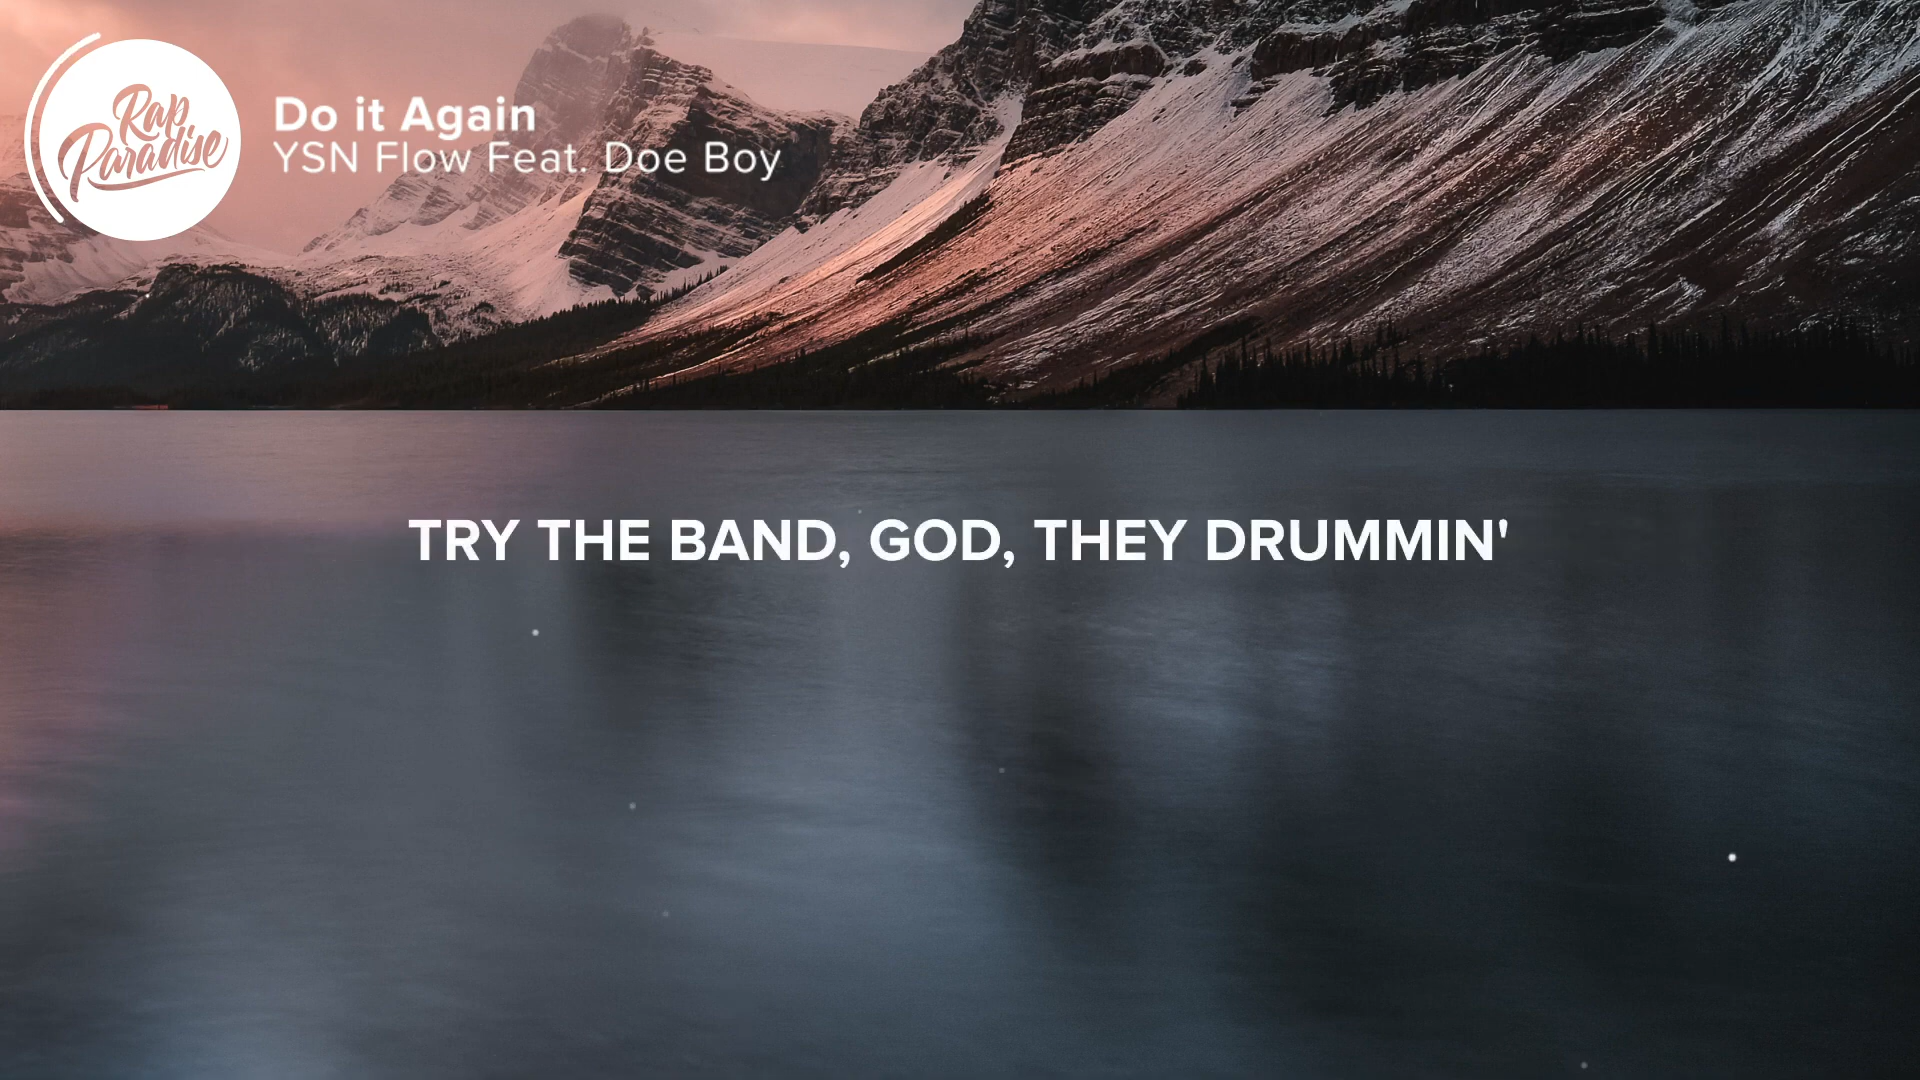 Rap
Paradise
Do it Again
YSN Flow Feat. Doe Boy
TRY THE BAND, GOD, THEY DRUMMIN'